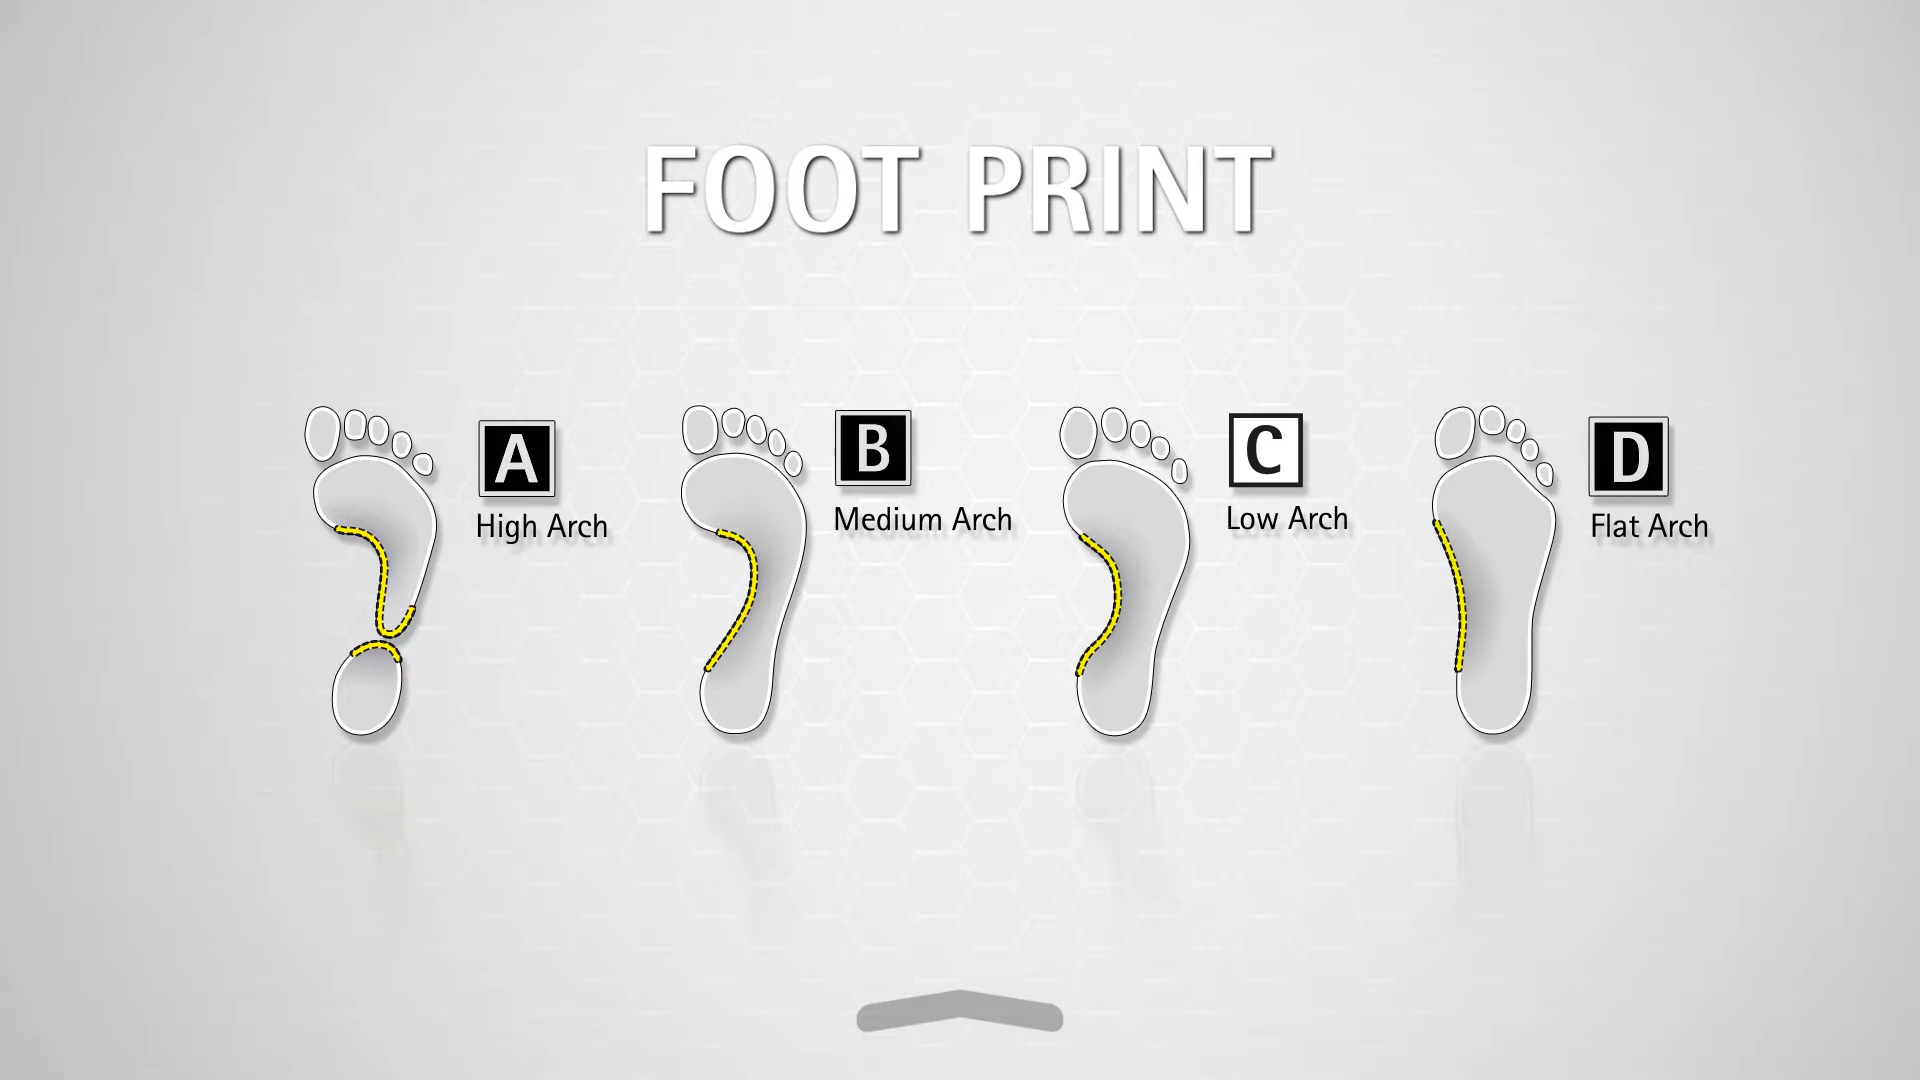 FOOT PRINT
A
High Arch
B
Medium Arch
C
Low Arch
D
Flat Arch